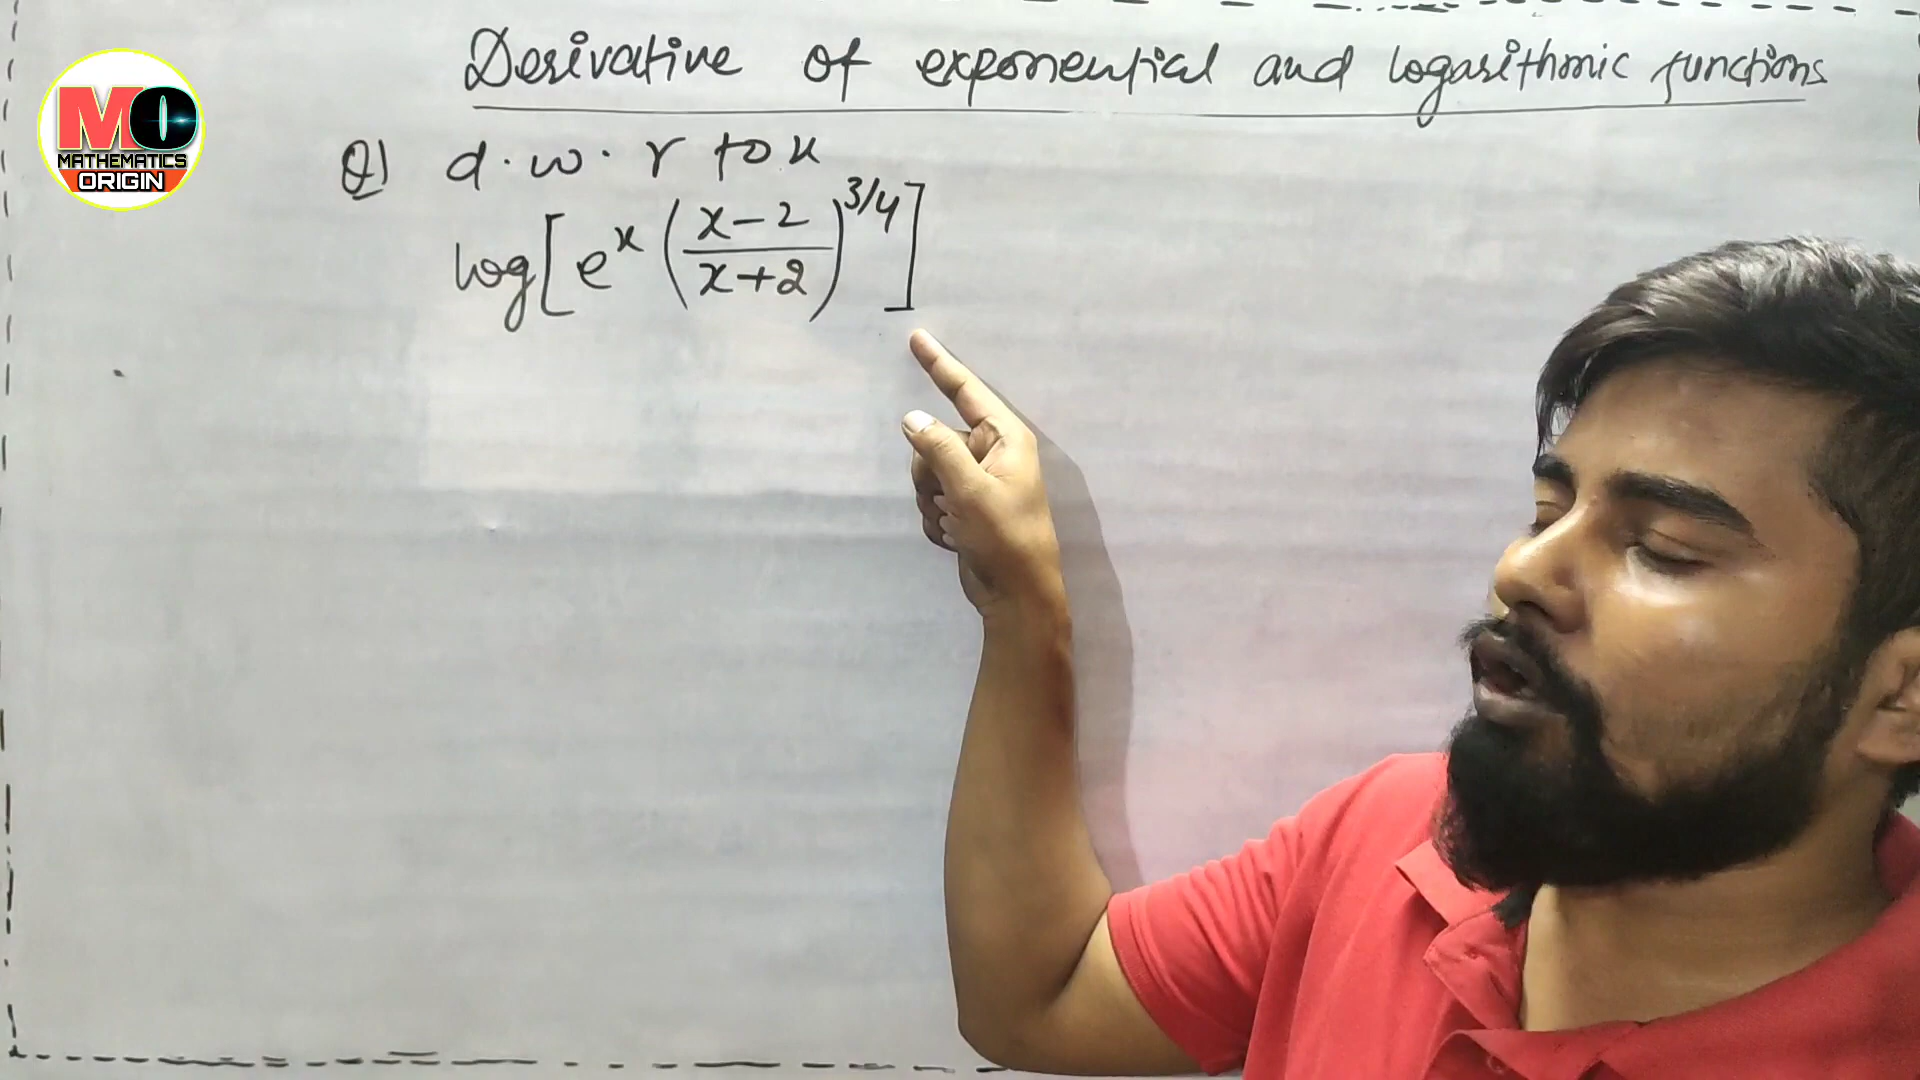 MO
MATHEMATICS
ORIGIN
Derivative of exponential and logarithmic functions
Q) d.w.r to x
log[e^x((x-2)/(x+2))^3/4]